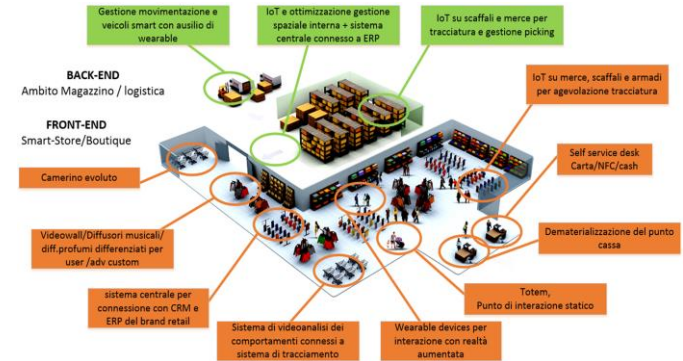 Gestione movimentazione e
veicoli smart con ausilio di
wearable
IoT e ottimizzazione gestione
spaziale interna + sistema
centrale connesso a ERP
IoT su scaffali e merce per
tracciatura e gestione picking
BACK-END
Ambito Magazzino / logistica
FRONT-END
Smart-Store/Boutique
IoT su merce, scaffali e armadi
per agevolazione tracciatura
Camerino evoluto
Self service desk
Carta/NFC/cash
Videowall/Diffusori musicali/
diff.profumi differenziati per
user /adv custom
Dematerializzazione del punto
cassa
sistema centrale per
connessione con CRM e
ERP del brand retail
Sistema di videoanalisi dei
comportamenti connessi a
sistema di tracciamento
Wearable devices per
interazione con realtà
aumentata
Totem,
Punto di interazione statico